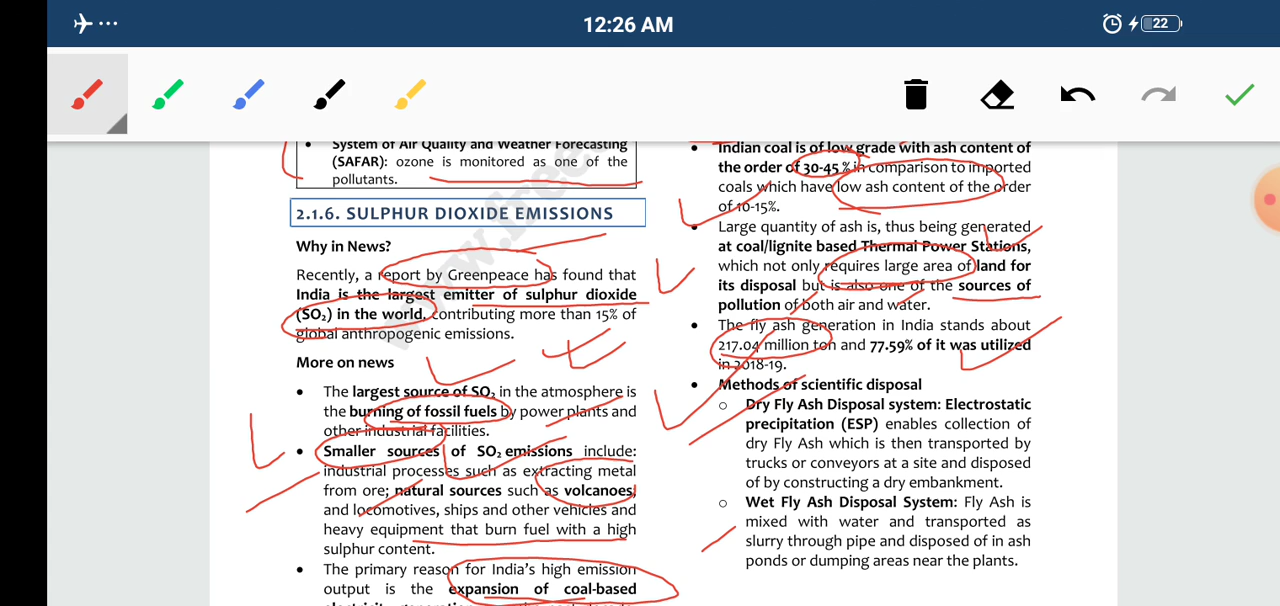 12:26 AM
22
System of Air Quality and Weather Forecasting
(SAFAR): ozone is monitored as one of the
pollutants.
2.1.6. SULPHUR DIOXIDE EMISSIONS
Why in News?
Recently, a report by Greenpeace has found that
India is the largest emitter of sulphur dioxide
(SO₂) in the world, contributing more than 15% of
global anthropogenic emissions.
More on news
• The largest source of SO₂ in the atmosphere is
the burning of fossil fuels by power plants and
other industrial facilities.
• Smaller sources of SO₂ emissions include:
industrial processes such as extracting metal
from ore; natural sources such as volcanoes;
and locomotives, ships and other vehicles and
heavy equipment that burn fuel with a high
sulphur content.
• The primary reason for India's high emission
output is the expansion of coal-based
• Indian coal is of low grade with ash content of
the order of 30-45 % in comparison to imported
coals which have low ash content of the order
of 10-15%.
• Large quantity of ash is, thus being generated
at coal/lignite based Thermal Power Stations,
which not only requires large area of land for
its disposal but is also one of the sources of
pollution of both air and water.
• The fly ash generation in India stands about
217.04 million ton and 77.59% of it was utilized
in 2018-19.
• Methods of scientific disposal
o Dry Fly Ash Disposal system: Electrostatic
precipitation (ESP) enables collection of
dry Fly Ash which is then transported by
trucks or conveyors at a site and disposed
of by constructing a dry embankment.
o Wet Fly Ash Disposal System: Fly Ash is
mixed with water and transported as
slurry through pipe and disposed of in ash
ponds or dumping areas near the plants.
www.free